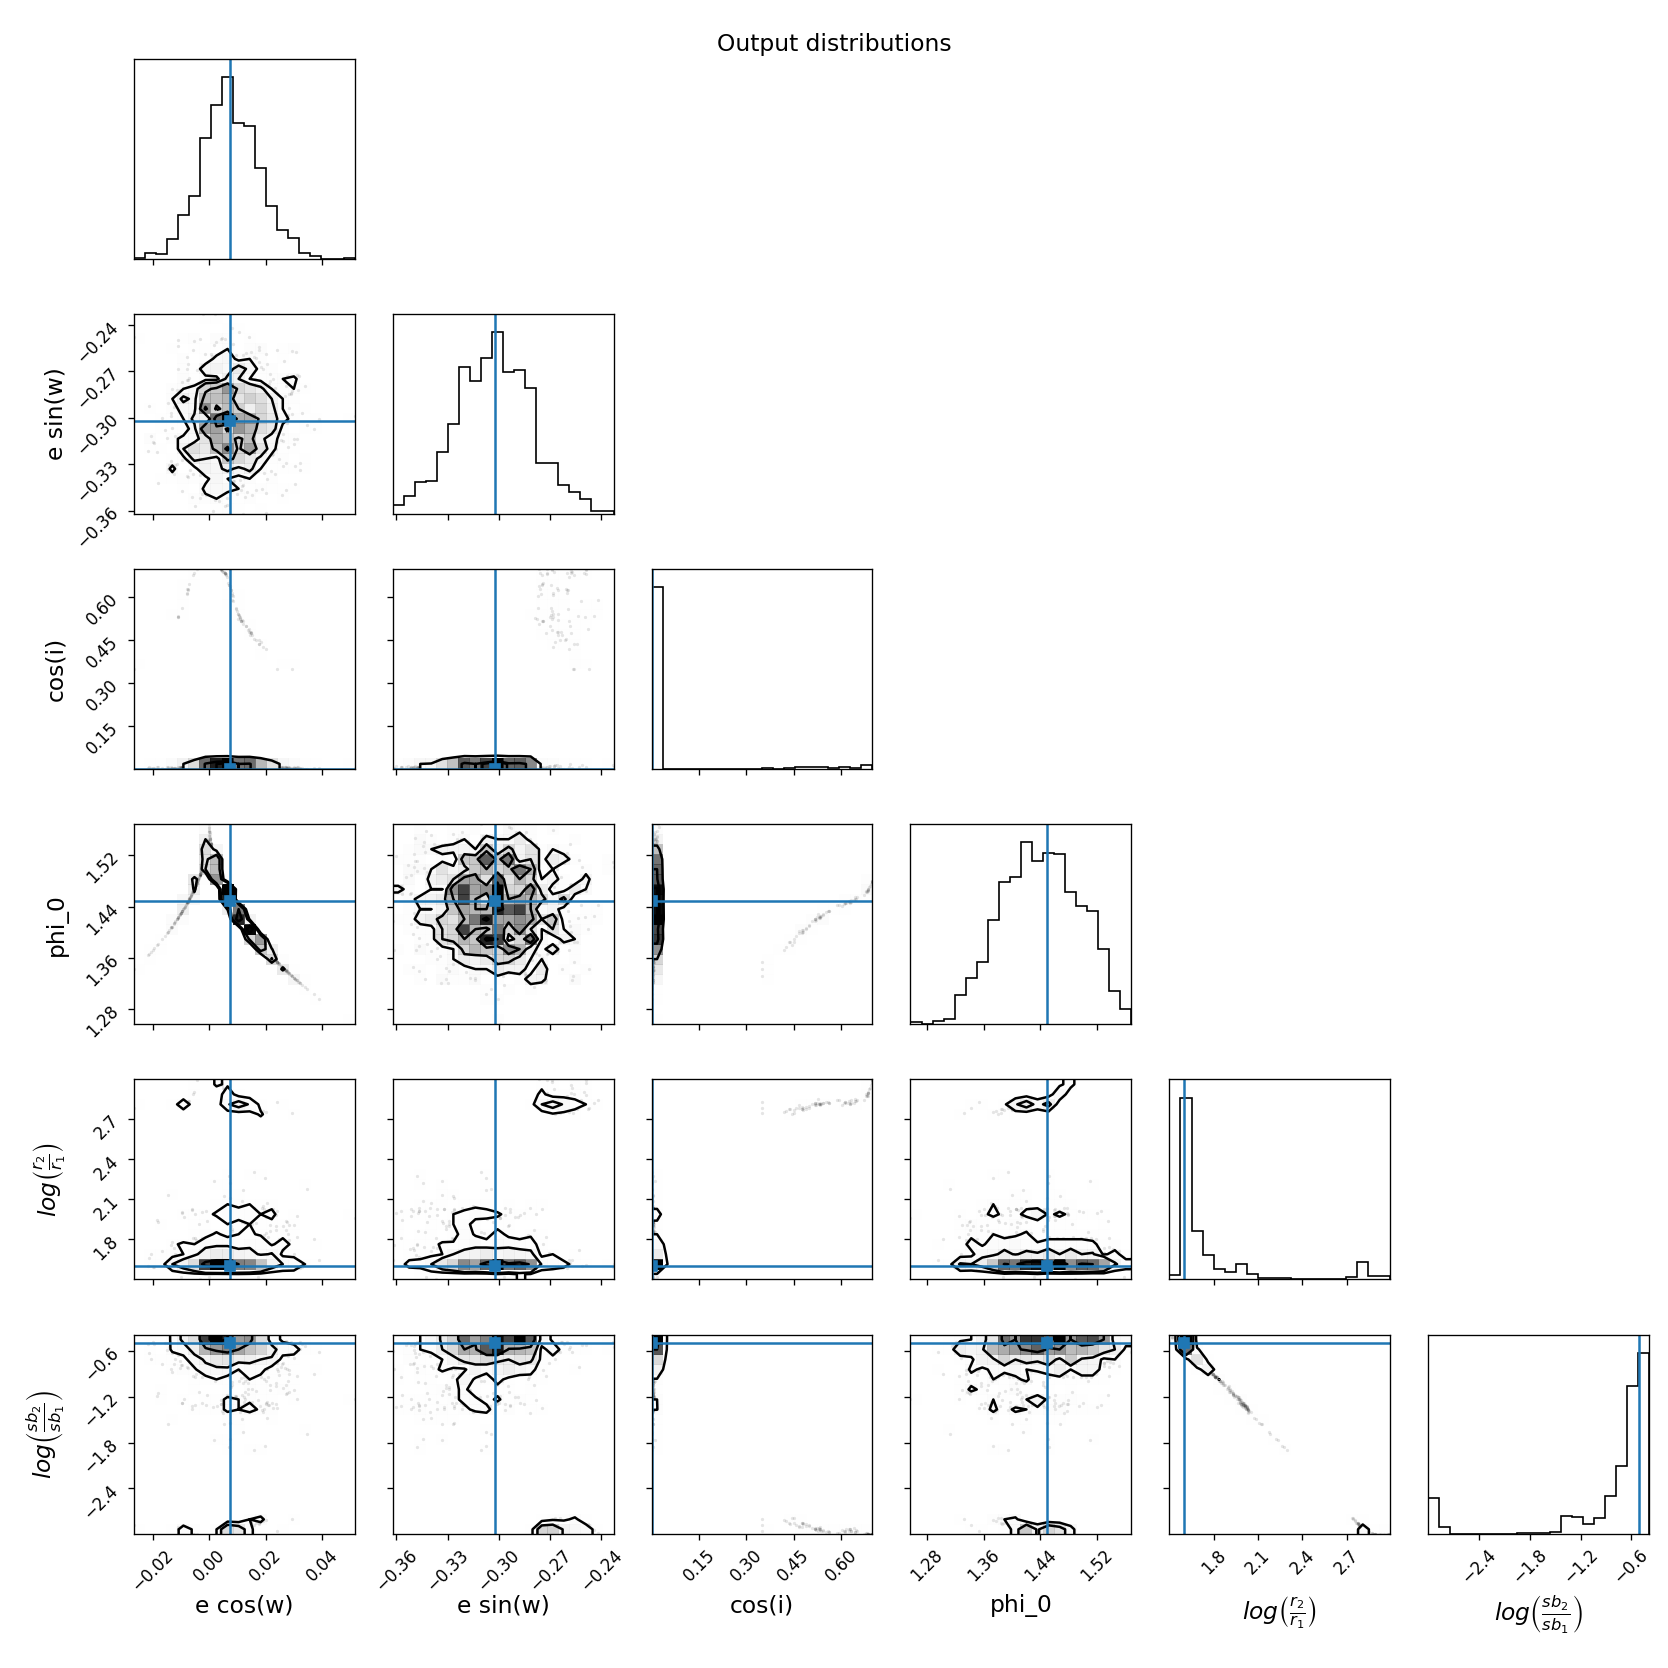 Output distributions
−0.24
−0.27
−0.30
−0.33
−0.36
e sin(w)
0.60
0.45
0.30
0.15
cos(i)
1.52
1.44
1.36
1.28
phi_0
2.7
2.4
2.1
1.8
log(r2/r1)
−0.6
−1.2
−1.8
−2.4
log(sb2/sb1)
−0.02 0.00 0.02 0.04 −0.36 −0.33 −0.30 −0.27 −0.24 0.15 0.30 0.45 0.60 1.28 1.36 1.44 1.52 1.8 2.1 2.4 2.7 −2.4 −1.8 −1.2 −0.6
e cos(w) e sin(w) cos(i) phi_0 log(r2/r1) log(sb2/sb1)